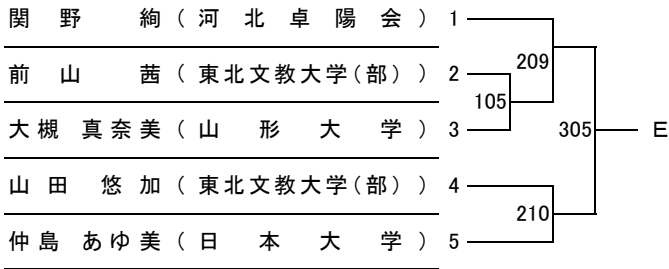 関野 絢(河北卓陽会) 1
209
前山 茜(東北文教大学(部)) 2
105
大槻 真奈美(山形大学) 3
305 E
山田 悠加(東北文教大学(部)) 4
210
仲島 あゆ美(日本大学) 5